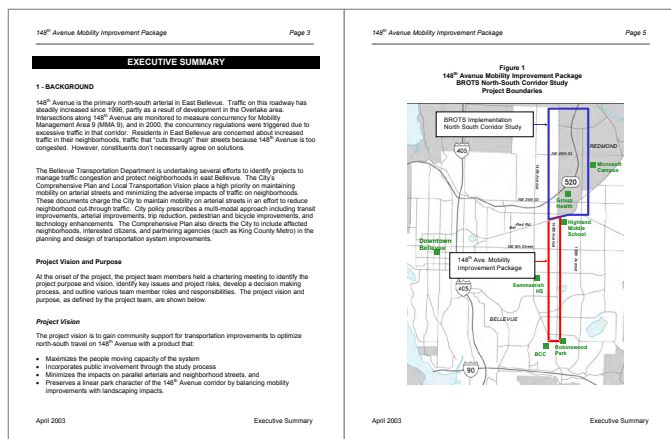 148th Avenue Mobility Improvement Package Page 3
EXECUTIVE SUMMARY
1 - BACKGROUND
148th Avenue is the primary north-south arterial in East Bellevue. Traffic on this roadway has
steadily increased since 1996, partly as a result of development in the Overlake area.
Intersections along 148th Avenue are monitored to measure concurrency for Mobility
Management Area 9 (MMA 9), and in 2000, the concurrency regulations were triggered due to
excessive traffic in that corridor. Residents in East Bellevue are concerned about increased
traffic in their neighborhoods, traffic that "cuts through" their streets because 148th Avenue is too
congested. However, constituents don't necessarily agree on solutions.
The Bellevue Transportation Department is undertaking several efforts to identify projects to
manage traffic congestion and protect neighborhoods in east Bellevue. The City's
Comprehensive Plan and Local Transportation Vision place a high priority on maintaining
mobility on arterial streets and minimizing the adverse impacts of traffic on neighborhoods.
These documents charge the City to maintain mobility on arterial streets in an effort to reduce
neighborhood cut-through traffic. City policy prescribes a multi-modal approach including transit
improvements, arterial improvements, trip reduction, pedestrian and bicycle improvements, and
technology enhancements. The Comprehensive Plan also directs the City to include affected
neighborhoods, interested citizens, and partnering agencies (such as King County Metro) in the
planning and design of transportation system improvements.
Project Vision and Purpose
At the onset of the project, the project team members held a chartering meeting to identify the
project purpose and vision, identify key issues and project risks, develop a decision making
process, and outline various team member roles and responsibilities. The project vision and
purpose, as defined by the project team, are shown below.
Project Vision
The project vision is to gain community support for transportation improvements to optimize
north-south travel on 148th Avenue with a product that:
• Maximizes the people moving capacity of the system
• Incorporates public involvement through the study process
• Minimizes the impacts on parallel arterials and neighborhood streets, and
• Preserves a linear park character of the 148th Avenue corridor by balancing mobility
improvements with landscaping impacts.
April 2003 Executive Summary
148th Avenue Mobility Improvement Package Page 5
Figure 1
148th Avenue Mobility Improvement Package
BROTS North-South Corridor Study
Project Boundaries
BROTS Implementation
North South Corridor Study
405
REDMOND
Microsoft
Campus
520
Group
Health
NE 24th St.
Highland
Middle
School
Bel Red Rd.
NE 8th Street
Downtown
Bellevue
148th Ave. Mobility
Improvement Package
Sammamish
HS
405
BELLEVUE
Robinswood
Park
BCC
90
April 2003 Executive Summary